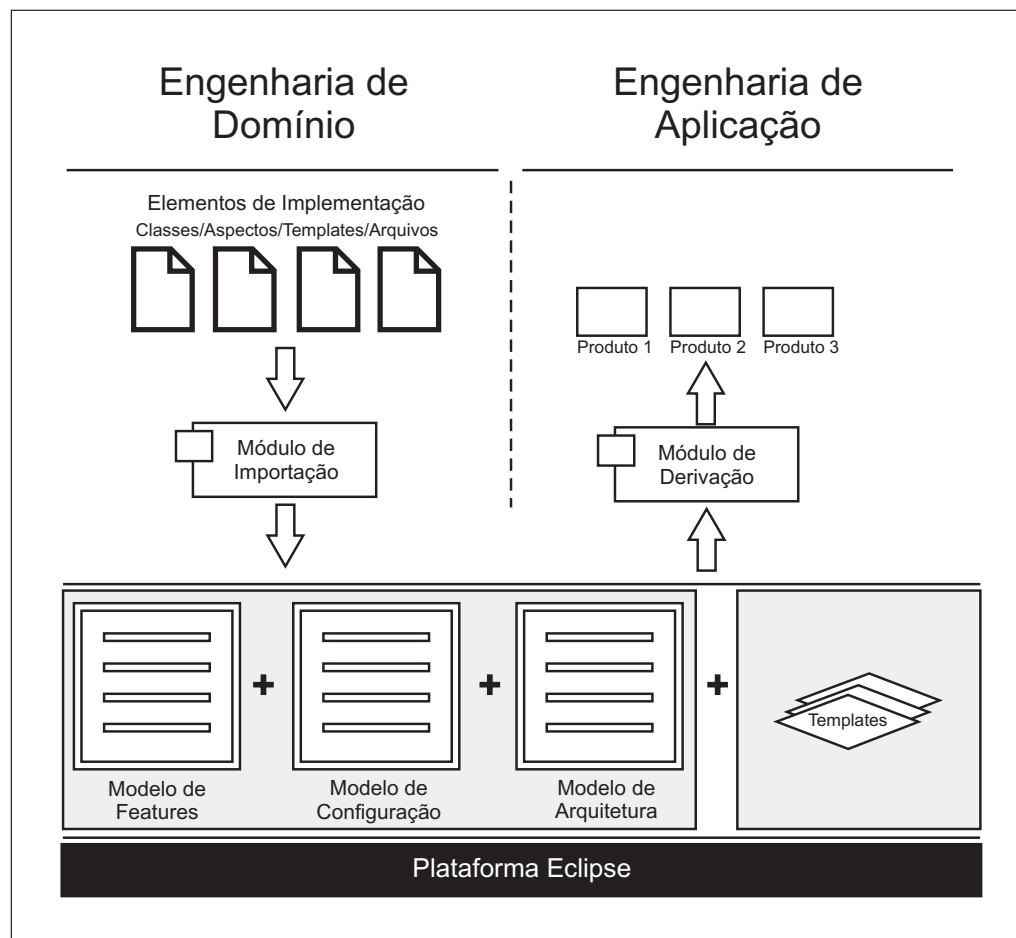 Engenharia de
Domínio
Engenharia de
Aplicação
Elementos de Implementação
Classes/Aspectos/Templates/Arquivos
Produto 1
Produto 2
Produto 3
Módulo de
Importação
Módulo de
Derivação
Templates
Modelo de
Features
Modelo de
Configuração
Modelo de
Arquitetura
Plataforma Eclipse